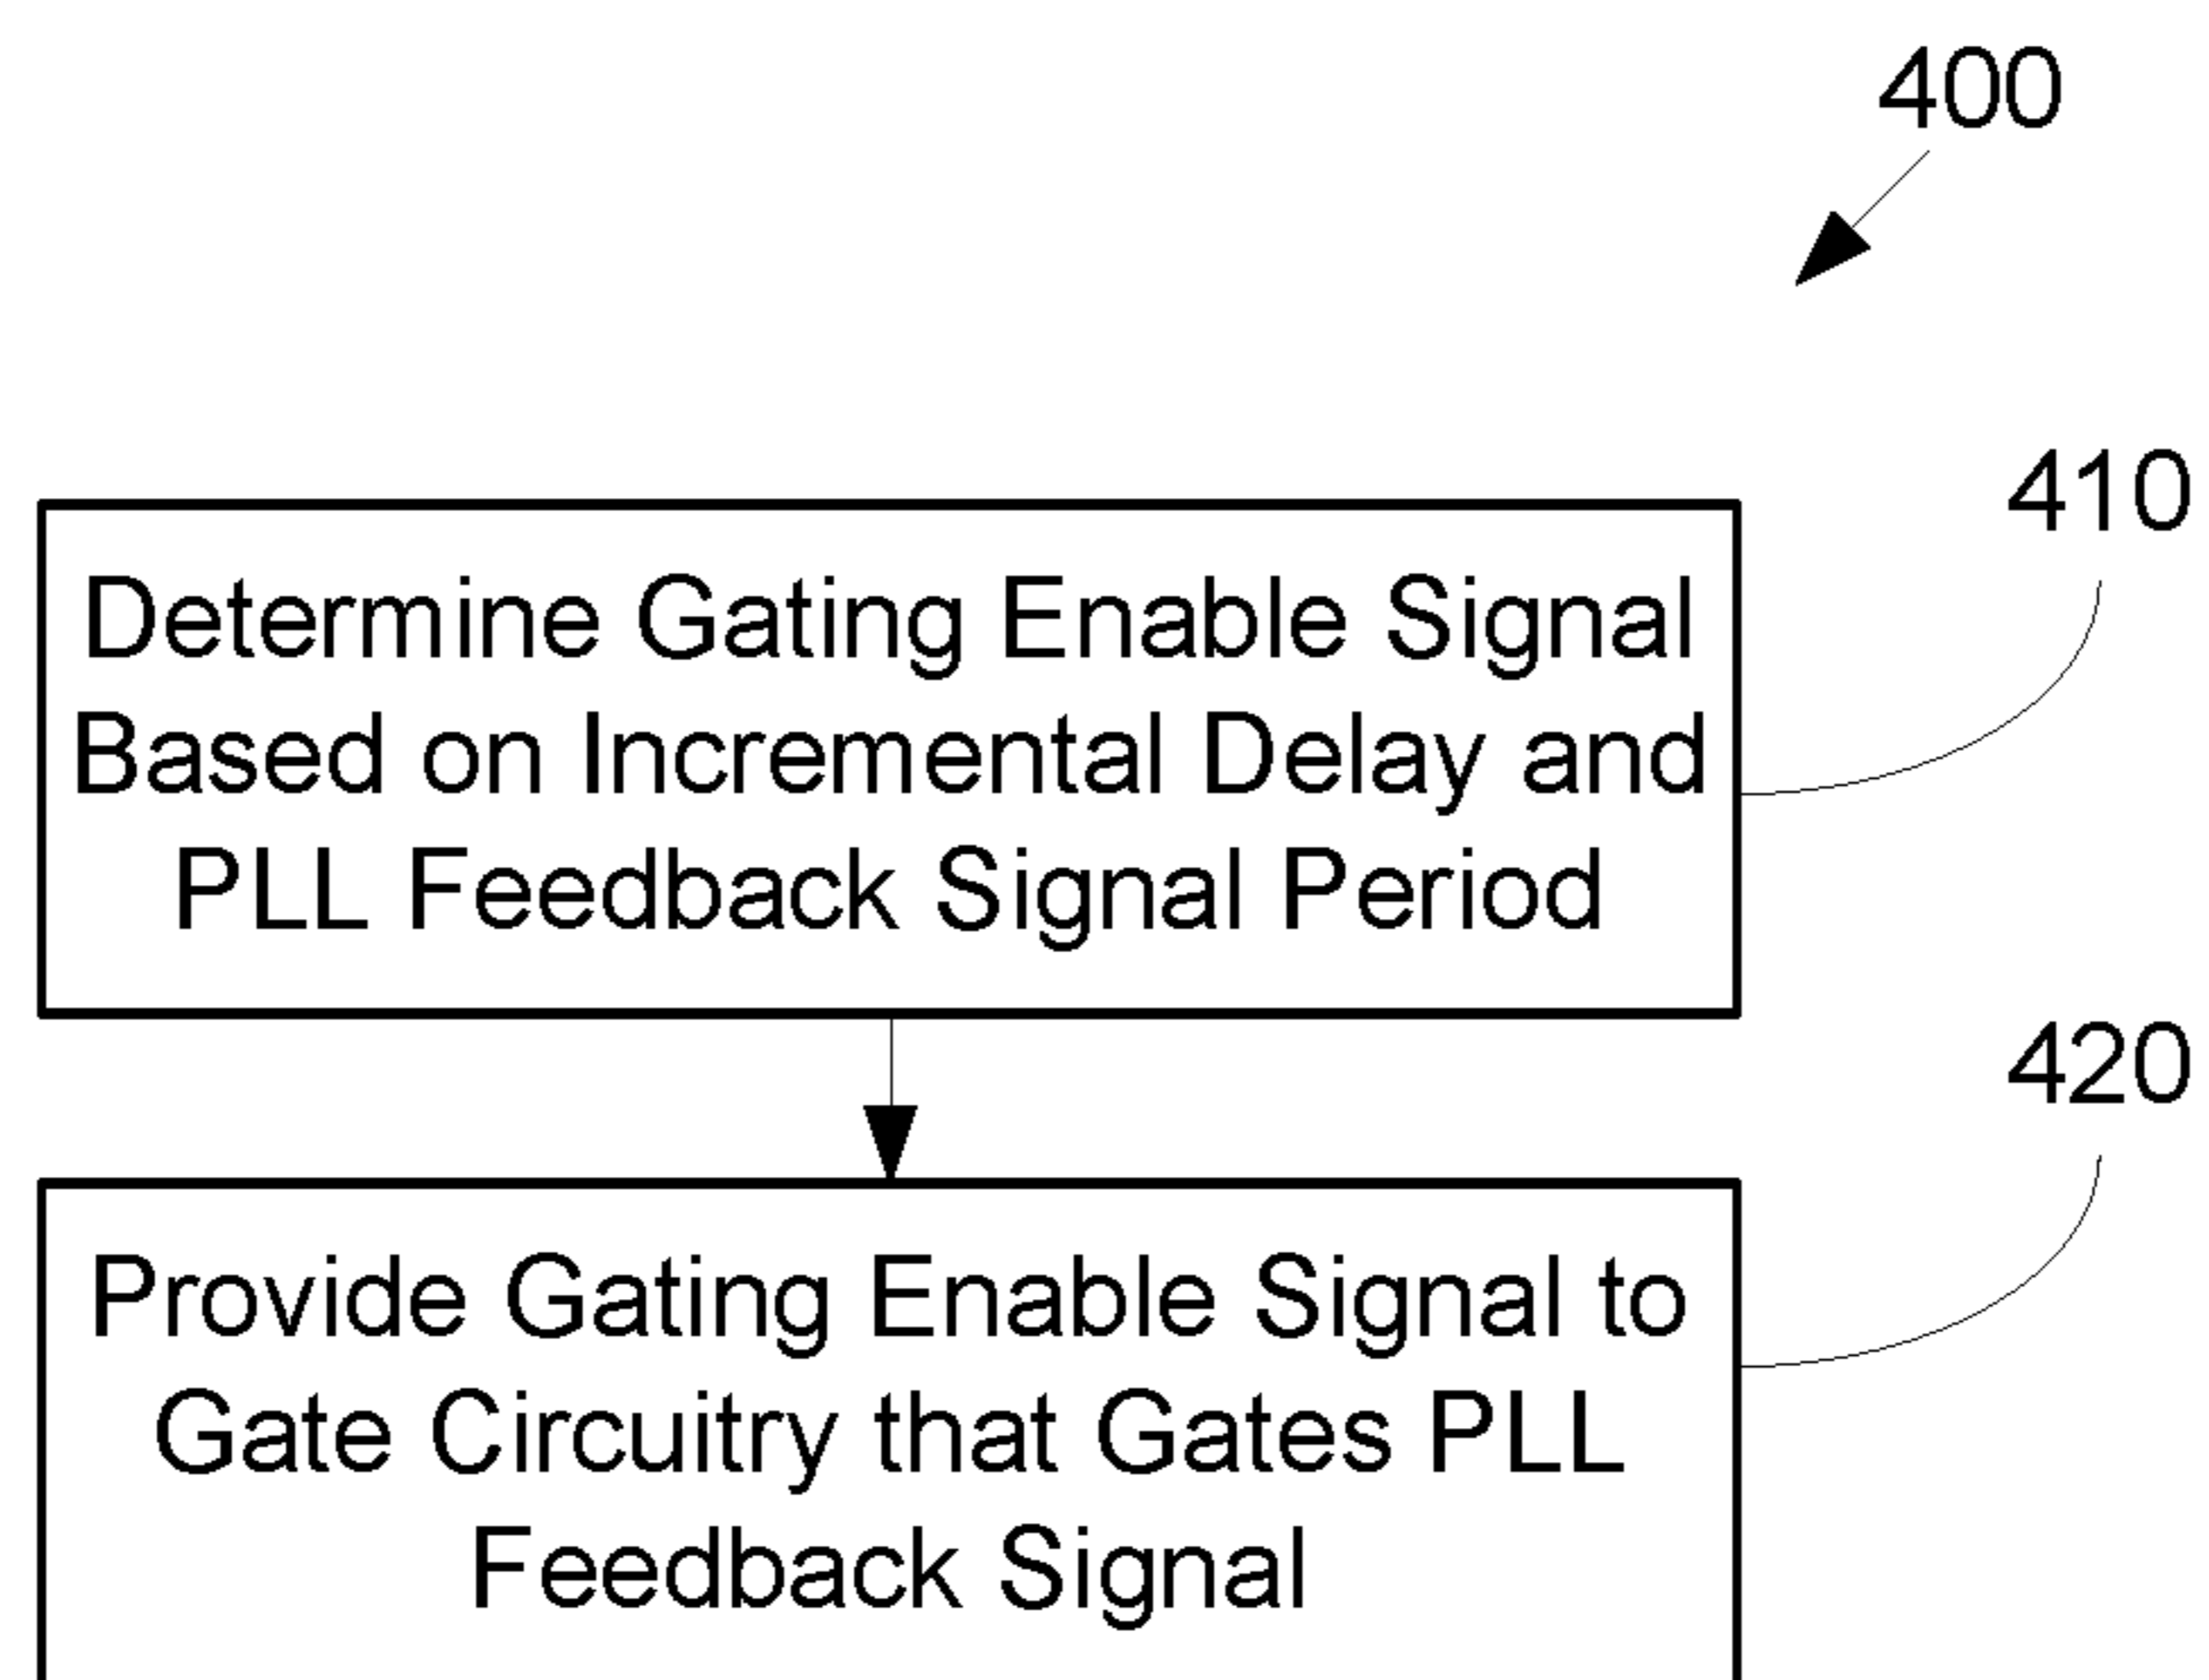 400
410
Determine Gating Enable Signal
Based on Incremental Delay and
PLL Feedback Signal Period
420
Provide Gating Enable Signal to
Gate Circuitry that Gates PLL
Feedback Signal